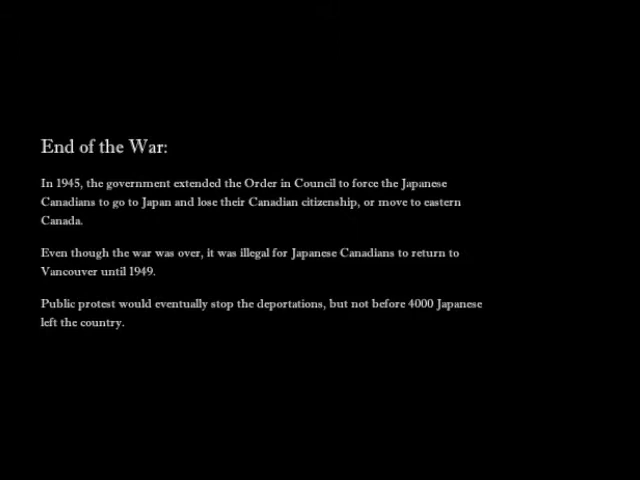 End of the War:
In 1945, the government extended the Order in Council to force the Japanese
Canadians to go to Japan and lose their Canadian citizenship, or move to eastern
Canada.
Even though the war was over, it was illegal for Japanese Canadians to return to
Vancouver until 1949.
Public protest would eventually stop the deportations, but not before 4000 Japanese
left the country.